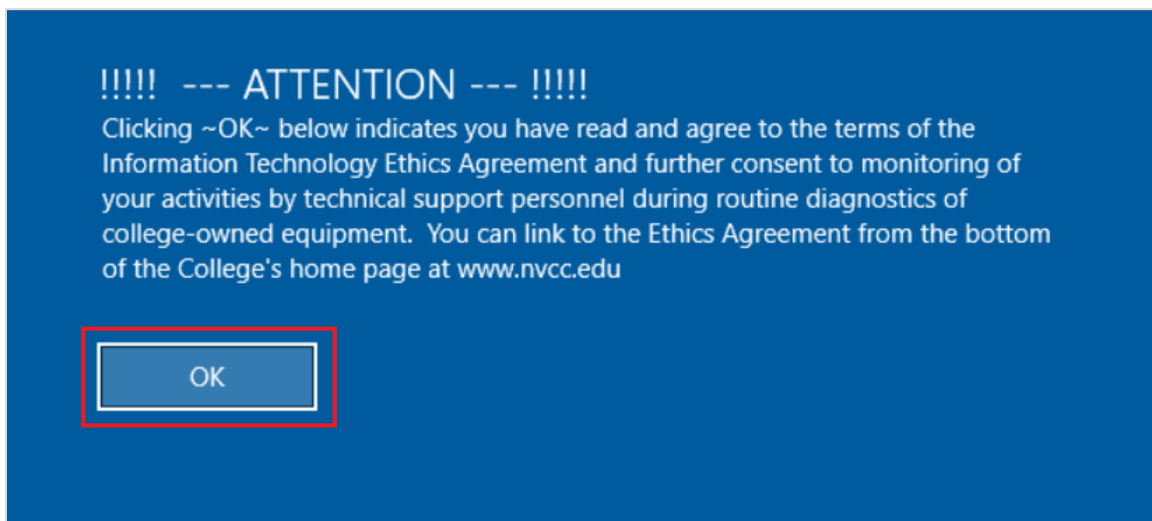 !!!!!  --- ATTENTION --- !!!!!
Clicking ~OK~ below indicates you have read and agree to the terms of the
Information Technology Ethics Agreement and further consent to monitoring of
your activities by technical support personnel during routine diagnostics of
college-owned equipment.  You can link to the Ethics Agreement from the bottom
of the College's home page at www.nvcc.edu
OK